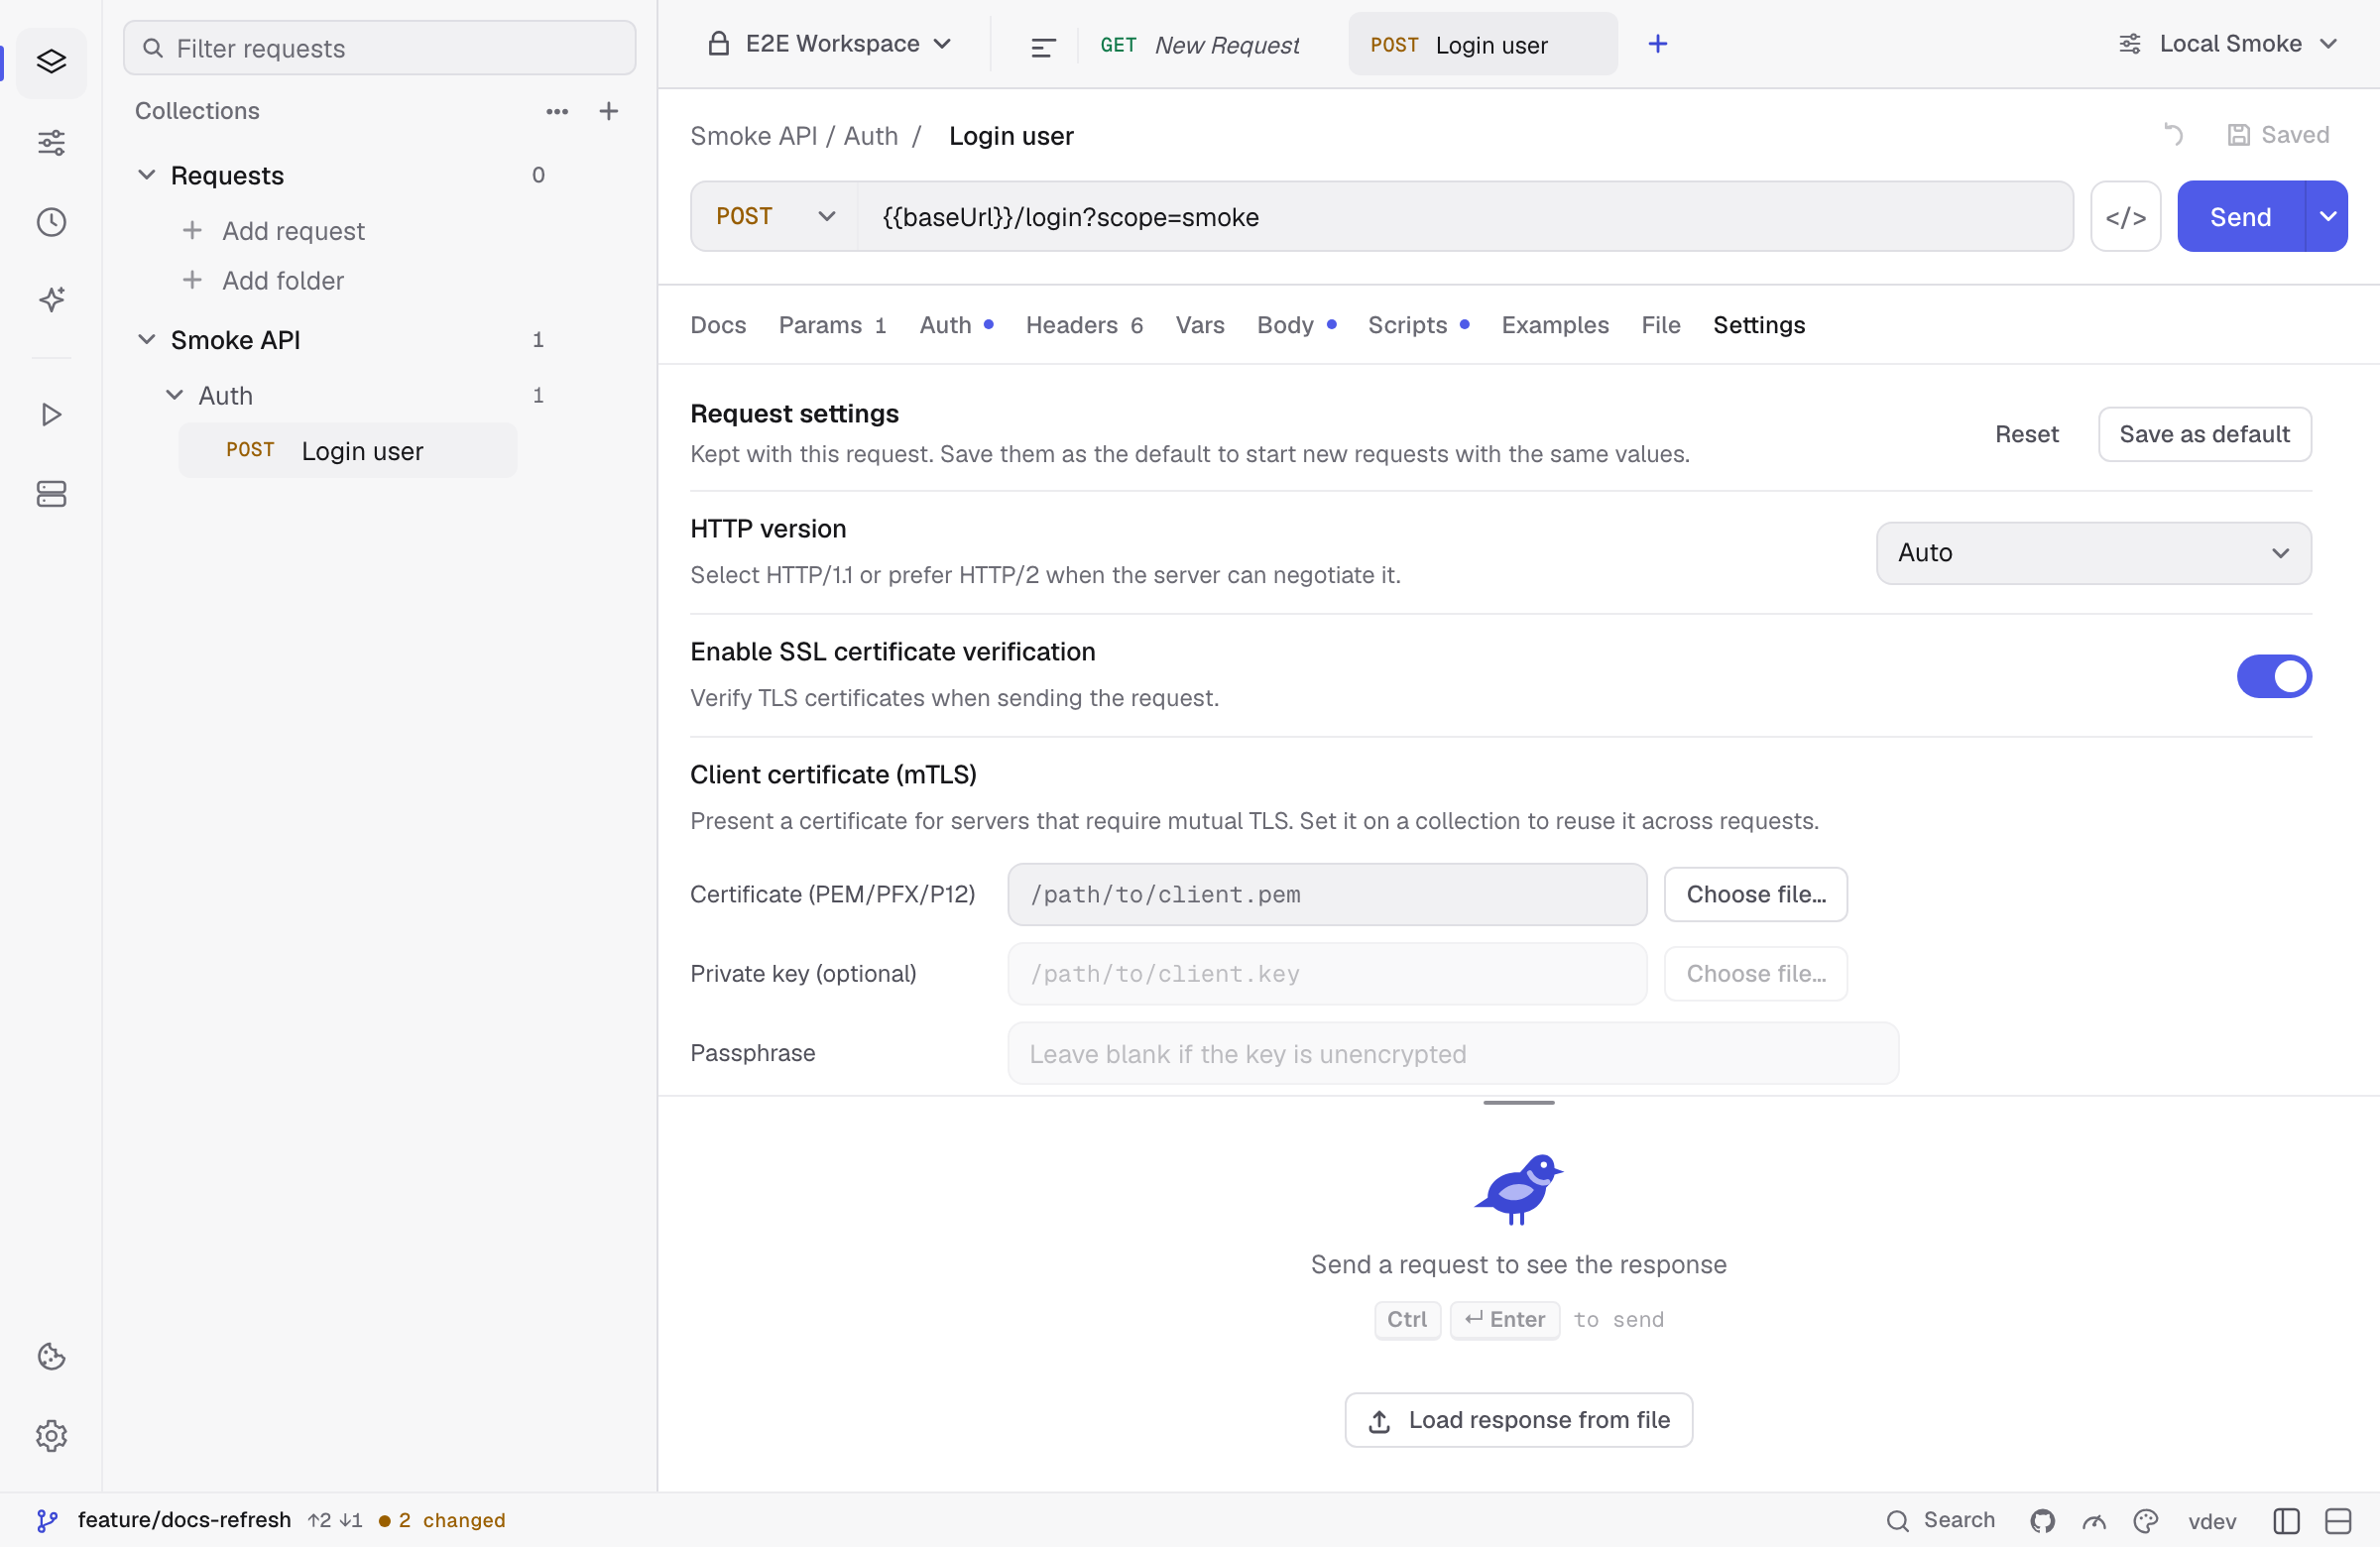 Filter requests
Collections
Requests 0
Add request
Add folder
Smoke API 1
Auth 1
POST Login user
E2E Workspace
GET New Request
POST Login user
Local Smoke
Smoke API / Auth / Login user
Saved
POST {{baseUrl}}/login?scope=smoke
</>
Send
Docs Params 1 Auth Headers 6 Vars Body Scripts Examples File Settings
Request settings
Kept with this request. Save them as the default to start new requests with the same values.
Reset
Save as default
HTTP version
Select HTTP/1.1 or prefer HTTP/2 when the server can negotiate it.
Auto
Enable SSL certificate verification
Verify TLS certificates when sending the request.
Client certificate (mTLS)
Present a certificate for servers that require mutual TLS. Set it on a collection to reuse it across requests.
Certificate (PEM/PFX/P12) /path/to/client.pem Choose file...
Private key (optional) /path/to/client.key Choose file...
Passphrase Leave blank if the key is unencrypted
Send a request to see the response
Ctrl ↵ Enter to send
Load response from file
feature/docs-refresh ↑2 ↓1 2 changed
Search
vdev